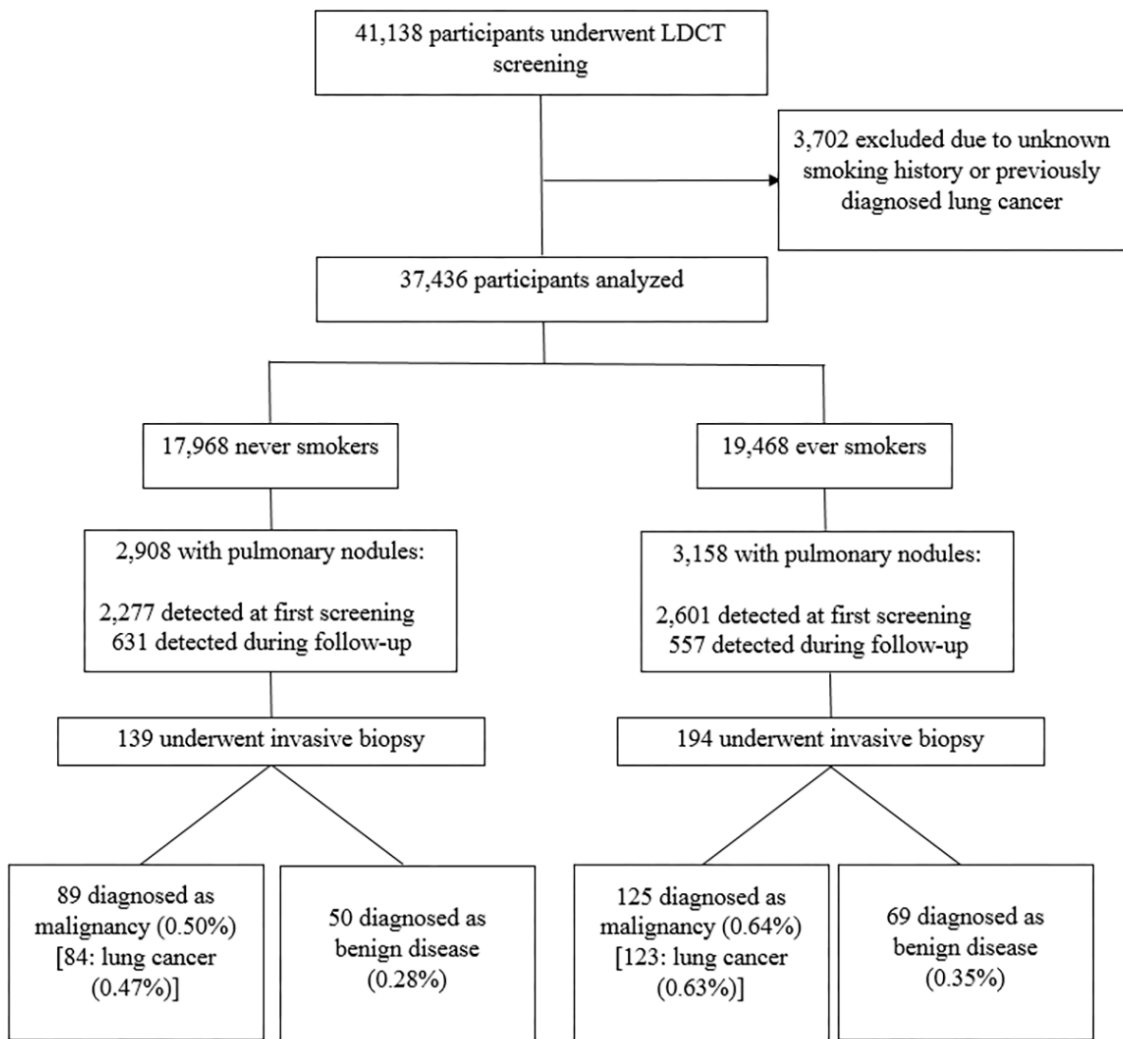 41,138 participants underwent LDCT
screening
3,702 excluded due to unknown
smoking history or previously
diagnosed lung cancer
37,436 participants analyzed
17,968 never smokers
19,468 ever smokers
2,908 with pulmonary nodules:
2,277 detected at first screening
631 detected during follow-up
3,158 with pulmonary nodules:
2,601 detected at first screening
557 detected during follow-up
139 underwent invasive biopsy
194 underwent invasive biopsy
89 diagnosed as
malignancy (0.50%)
[84: lung cancer
(0.47%)]
50 diagnosed as
benign disease
(0.28%)
125 diagnosed as
malignancy (0.64%)
[123: lung cancer
(0.63%)]
69 diagnosed as
benign disease
(0.35%)